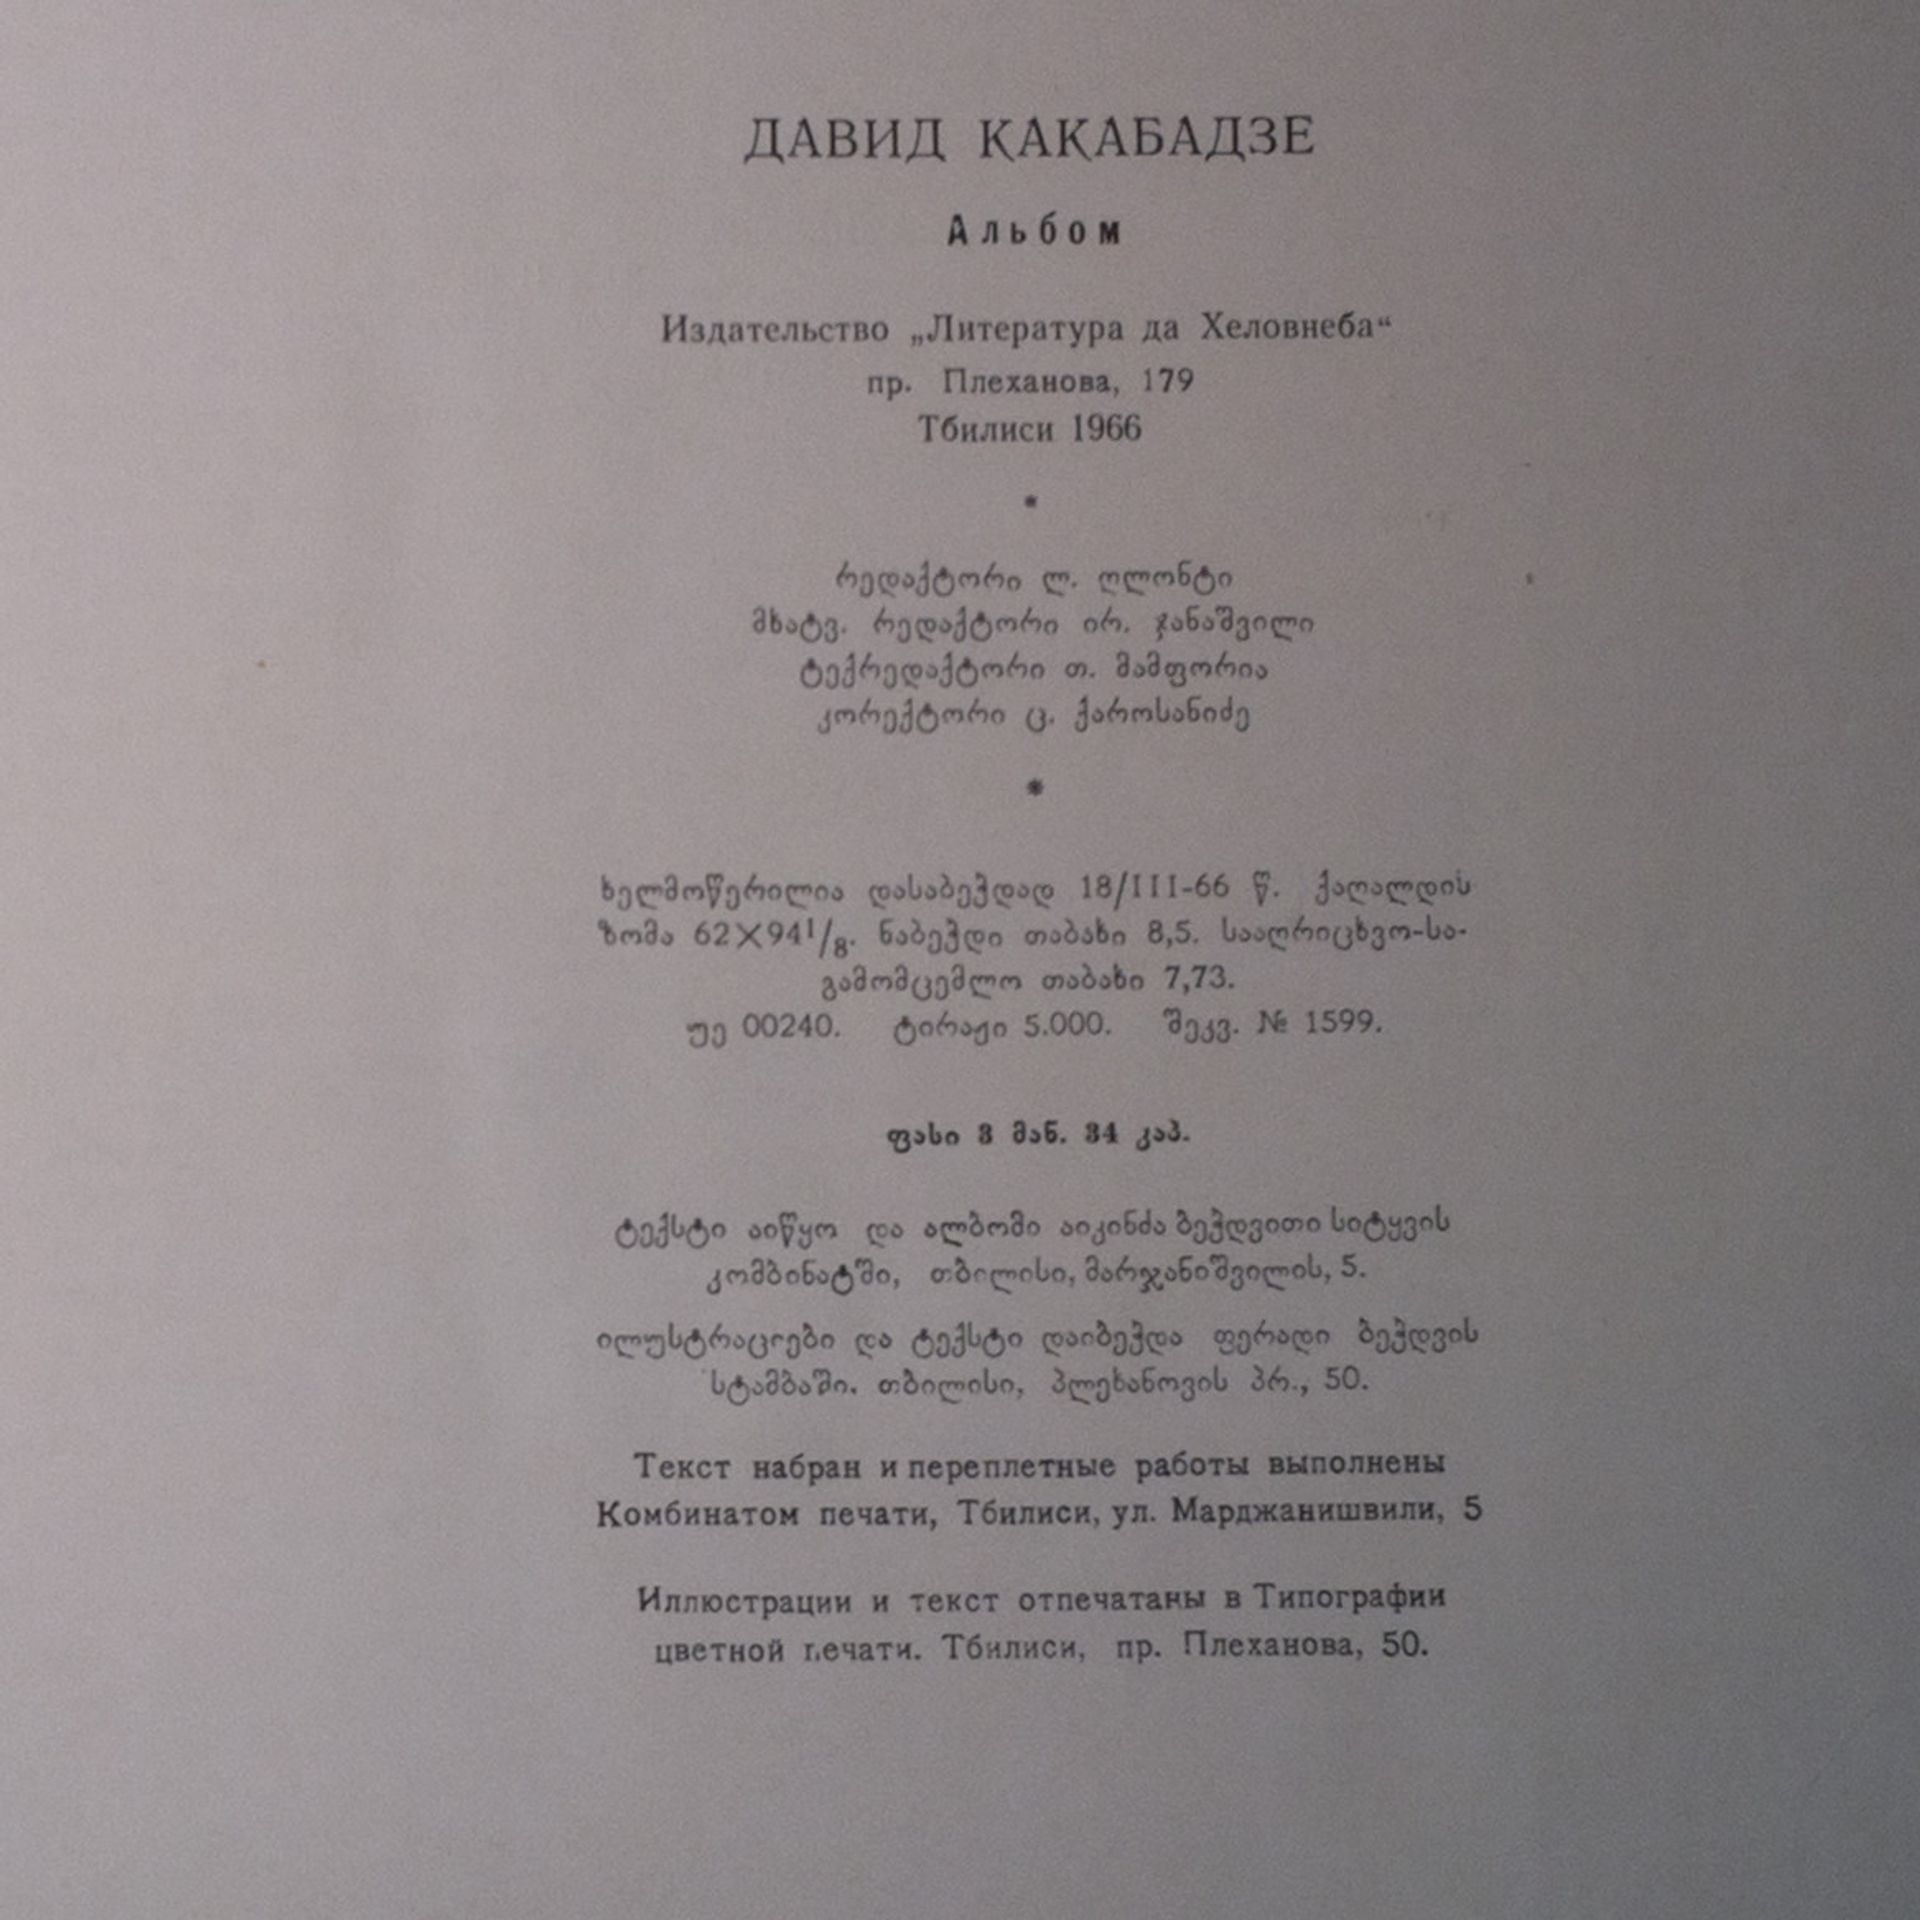 ДАВИД КАКАБАДЗЕ
Альбом
Издательство „Литература да Хеловнеба“
пр. Плеханова, 179
Тбилиси 1966
*
რედაქტორი ლ. ღლონტი
მხატვ. რედაქტორი ირ. ჯანაშვილი
ტექრედაქტორი თ. მამფორია
კორექტორი ც. ქაროსანიძე
*
ხელმოწერილია დასაბეჭდად 18/III-66 წ. ქაღალდის
ზომა 62×94¹/₈. ნაბეჭდი თაბახი 8,5. სააღრიცხვო-სა-
გამომცემლო თაბახი 7,73.
უე 00240. ტირაჟი 5.000. შეკვ. № 1599.
ფასი 3 მან. 34 კაპ.
ტექსტი აიწყო და ალბომი აიკინძა ბეჭდვითი სიტყვის
კომბინატში, თბილისი, მარჯანიშვილის, 5.
ილუსტრაციები და ტექსტი დაიბეჭდა ფერადი ბეჭდვის
სტამბაში. თბილისი, პლეხანოვის პრ., 50.
Текст набран и переплетные работы выполнены
Комбинатом печати, Тбилиси, ул. Марджанишвили, 5
Иллюстрации и текст отпечатаны в Типографии
цветной печати. Тбилиси, пр. Плеханова, 50.